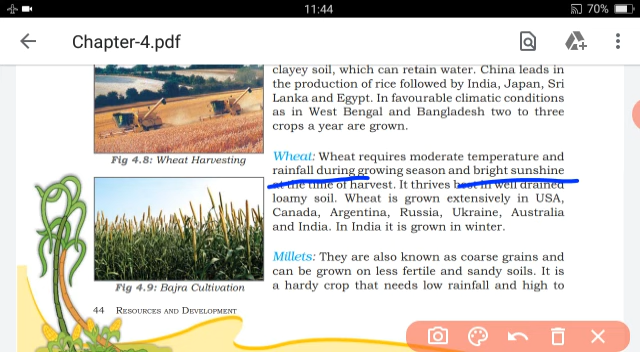 11:44
70%
Chapter-4.pdf
clayey soil, which can retain water. China leads in
the production of rice followed by India, Japan, Sri
Lanka and Egypt. In favourable climatic conditions
as in West Bengal and Bangladesh two to three
crops a year are grown.
Fig 4.8: Wheat Harvesting
Wheat: Wheat requires moderate temperature and
rainfall during growing season and bright sunshine
at the time of harvest. It thrives best in well drained
loamy soil. Wheat is grown extensively in USA,
Canada, Argentina, Russia, Ukraine, Australia
and India. In India it is grown in winter.
Millets: They are also known as coarse grains and
can be grown on less fertile and sandy soils. It is
a hardy crop that needs low rainfall and high to
Fig 4.9: Bajra Cultivation
44 RESOURCES AND DEVELOPMENT